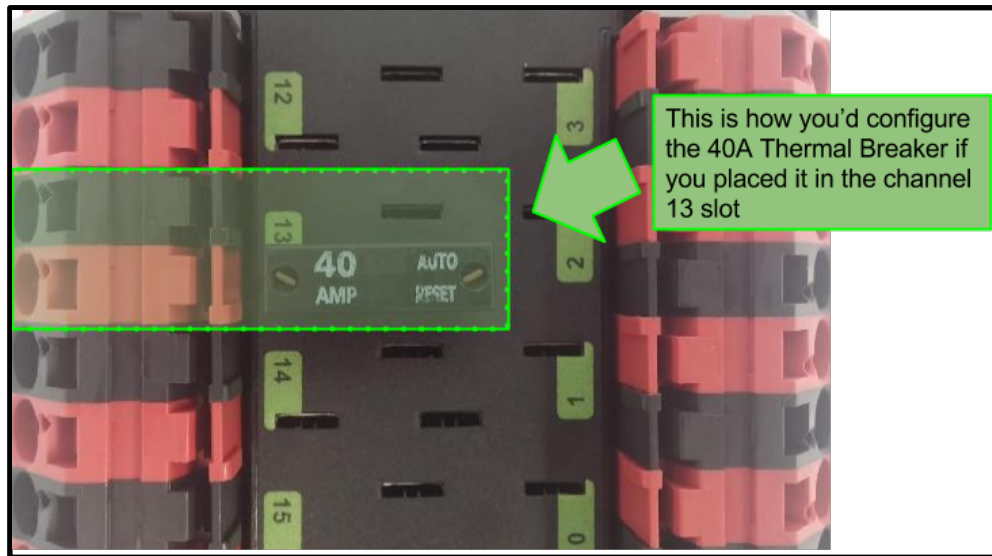 12
3
This is how you'd configure
the 40A Thermal Breaker if
you placed it in the channel
13 slot
13
2
40 AUTO
AMP RESET
14
1
15
0